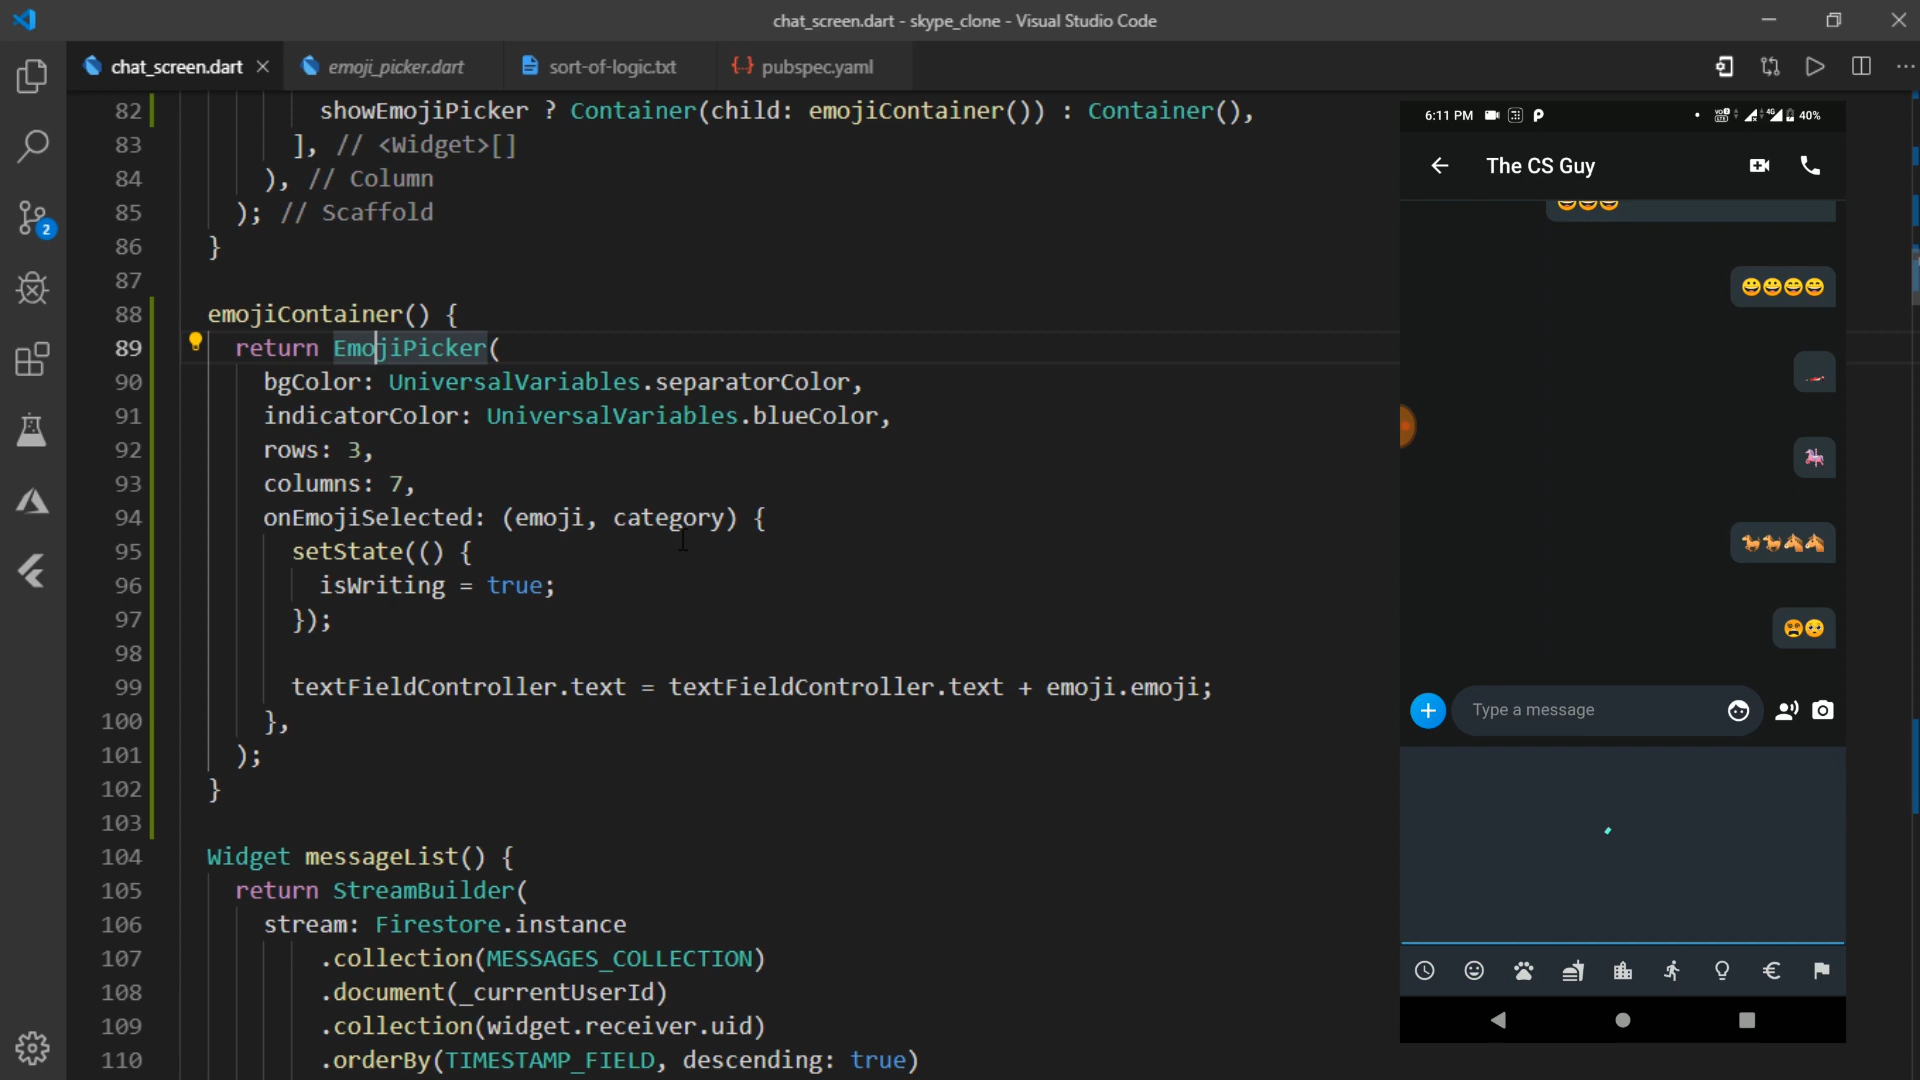 chat_screen.dart - skype_clone - Visual Studio Code
chat_screen.dart
emoji_picker.dart
sort-of-logic.txt
pubspec.yaml
2
82 showEmojiPicker ? Container(child: emojiContainer()) : Container(),
83 ], // <Widget>[]
84 ), // Column
85 ); // Scaffold
86 }
87
88 emojiContainer() {
89 return EmojiPicker(
90 bgColor: UniversalVariables.separatorColor,
91 indicatorColor: UniversalVariables.blueColor,
92 rows: 3,
93 columns: 7,
94 onEmojiSelected: (emoji, category) {
95 setState(() {
96 isWriting = true;
97 });
98
99 textFieldController.text = textFieldController.text + emoji.emoji;
100 },
101 );
102 }
103
104 Widget messageList() {
105 return StreamBuilder(
106 stream: Firestore.instance
107 .collection(MESSAGES_COLLECTION)
108 .document(_currentUserId)
109 .collection(widget.receiver.uid)
110 .orderBy(TIMESTAMP_FIELD, descending: true)
6:11 PM
4G
40%
The CS Guy
Type a message